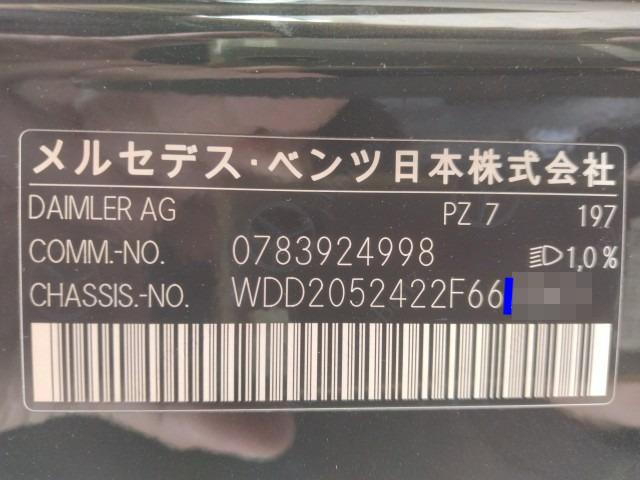 メルセデス・ベンツ日本株式会社
DAIMLER AG PZ 7 197
COMM.-NO. 0783924998 1,0 %
CHASSIS.-NO. WDD2052422F66